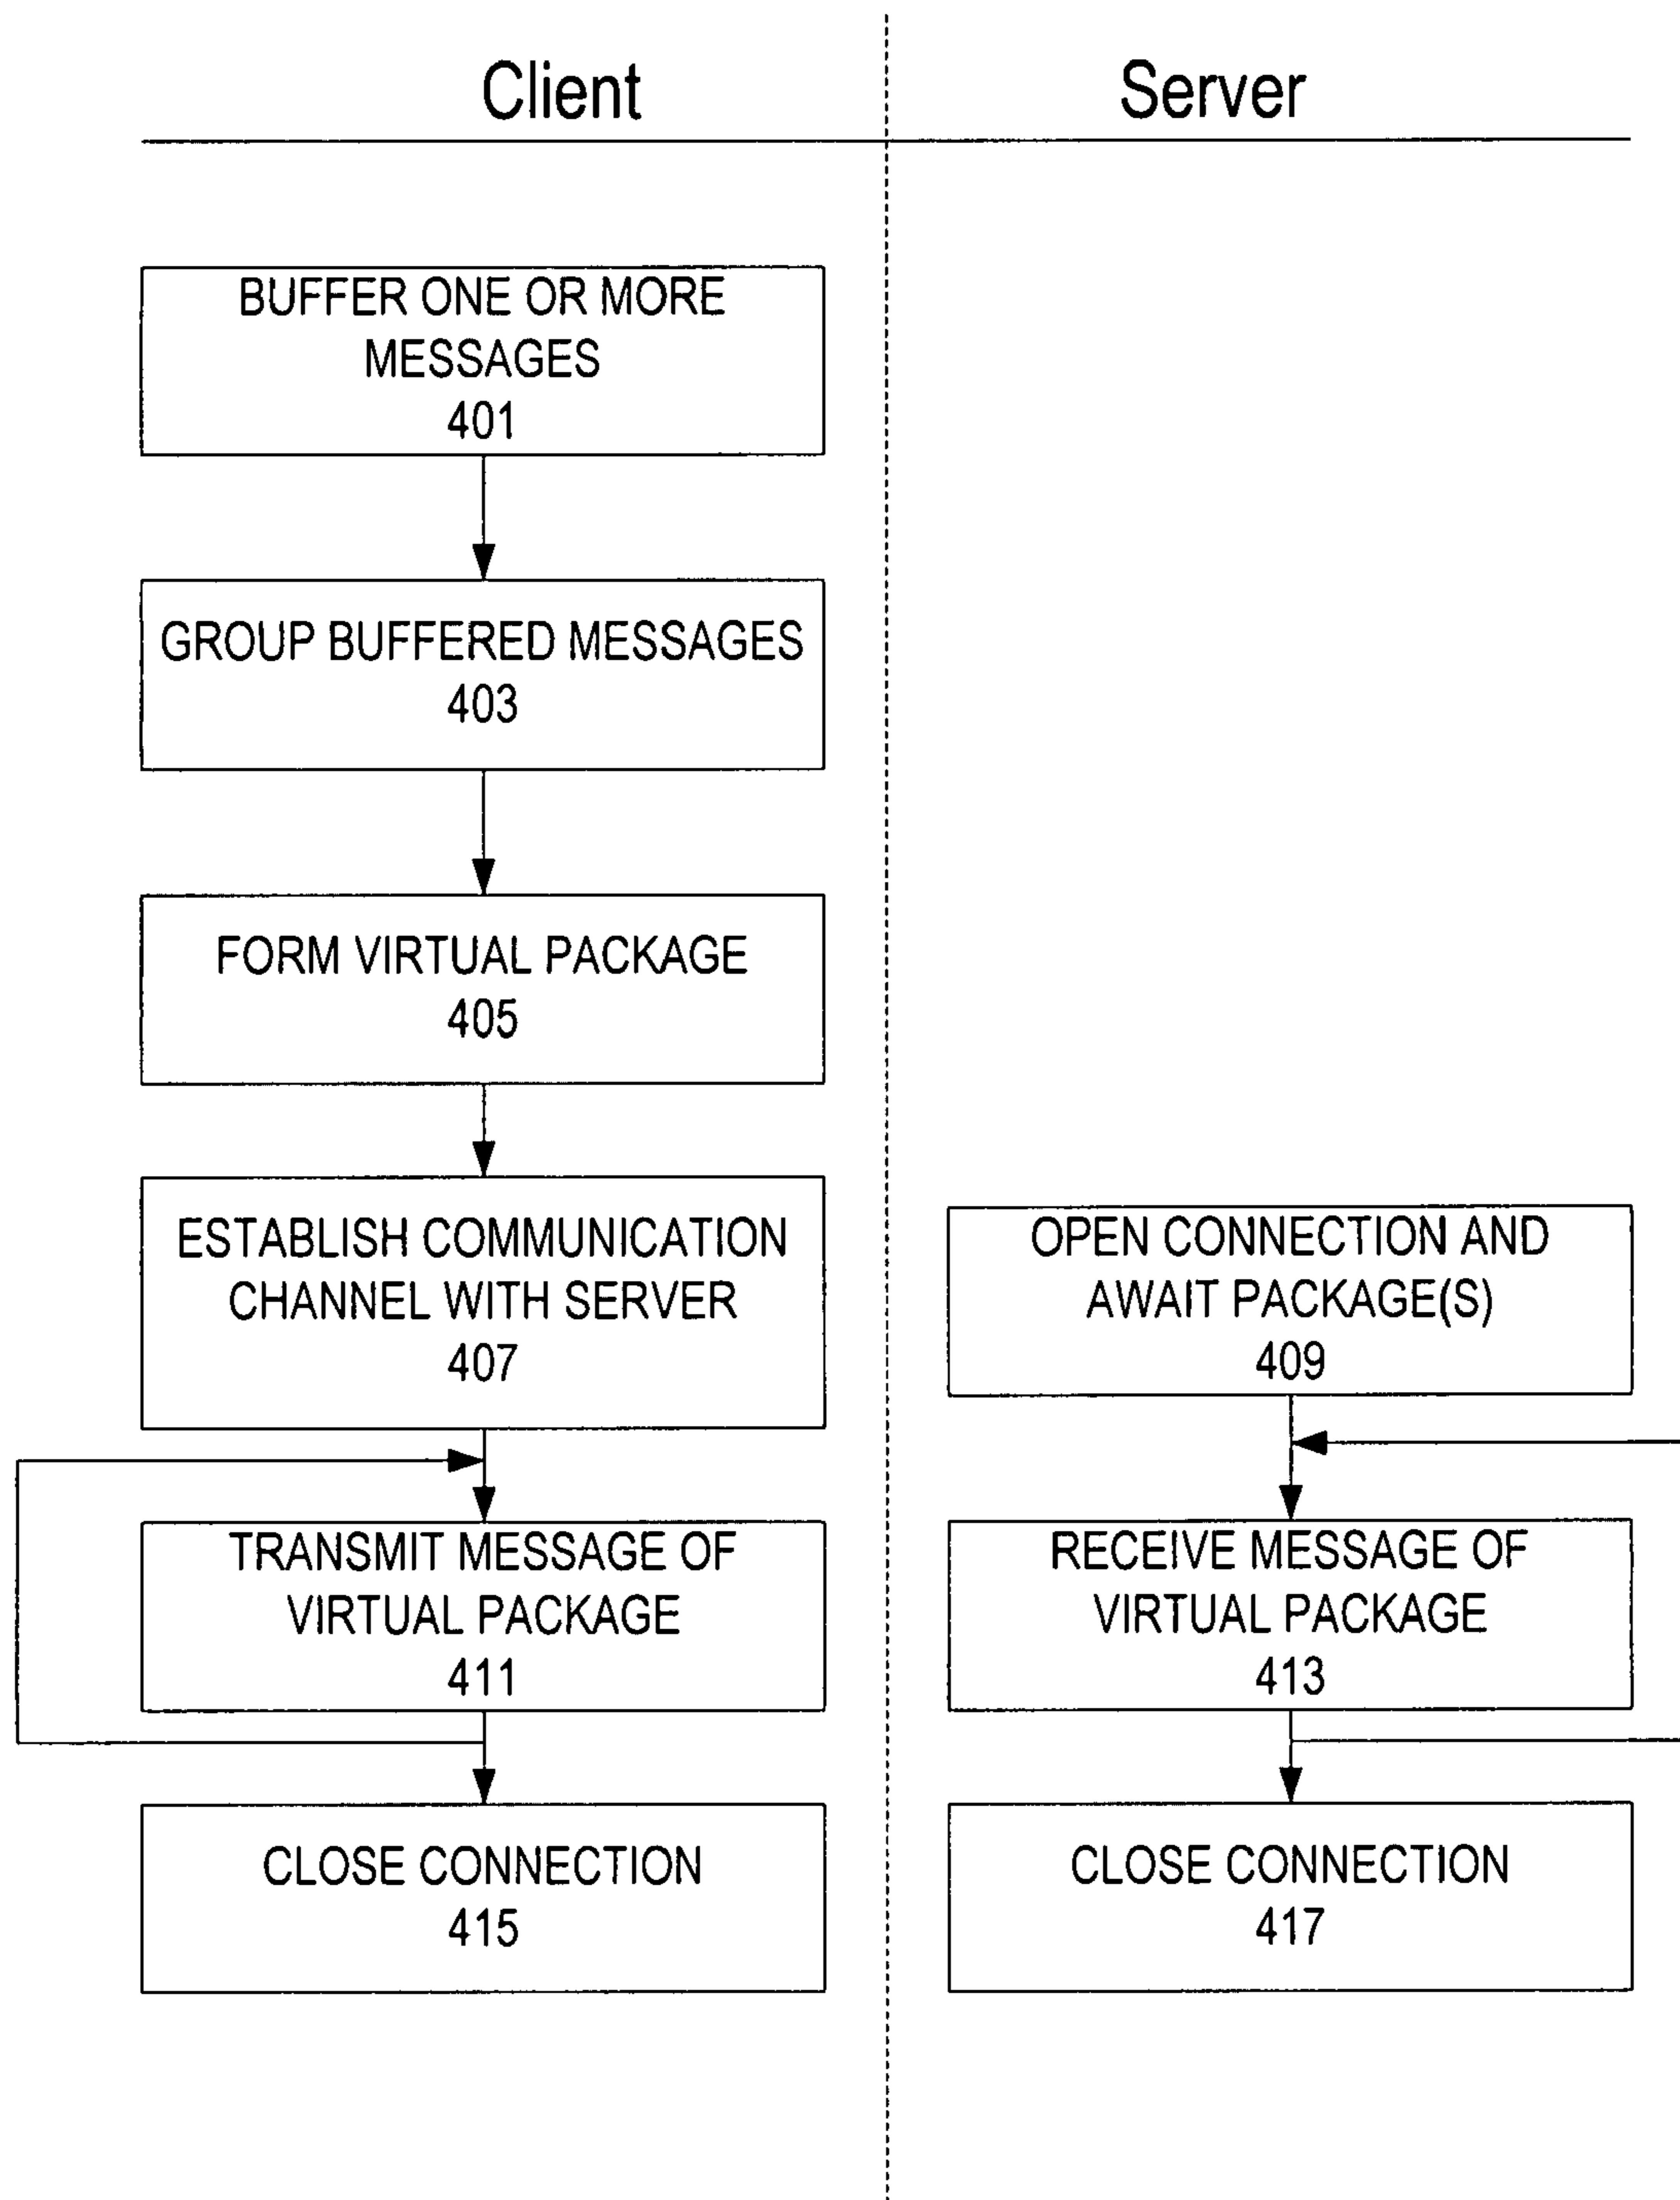 Client
Server
BUFFER ONE OR MORE
MESSAGES
401
GROUP BUFFERED MESSAGES
403
FORM VIRTUAL PACKAGE
405
ESTABLISH COMMUNICATION
CHANNEL WITH SERVER
407
OPEN CONNECTION AND
AWAIT PACKAGE(S)
409
TRANSMIT MESSAGE OF
VIRTUAL PACKAGE
411
RECEIVE MESSAGE OF
VIRTUAL PACKAGE
413
CLOSE CONNECTION
415
CLOSE CONNECTION
417